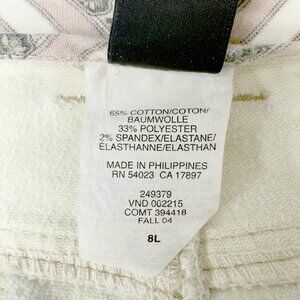 65% COTTON/COTON/
BAUMWOLLE
33% POLYESTER
2% SPANDEX/ELASTANE/
ÉLASTHANNE/ELASTHAN
MADE IN PHILIPPINES
RN 54023 CA 17897
249379
VND 002215
COMT 394418
FALL 04
8L